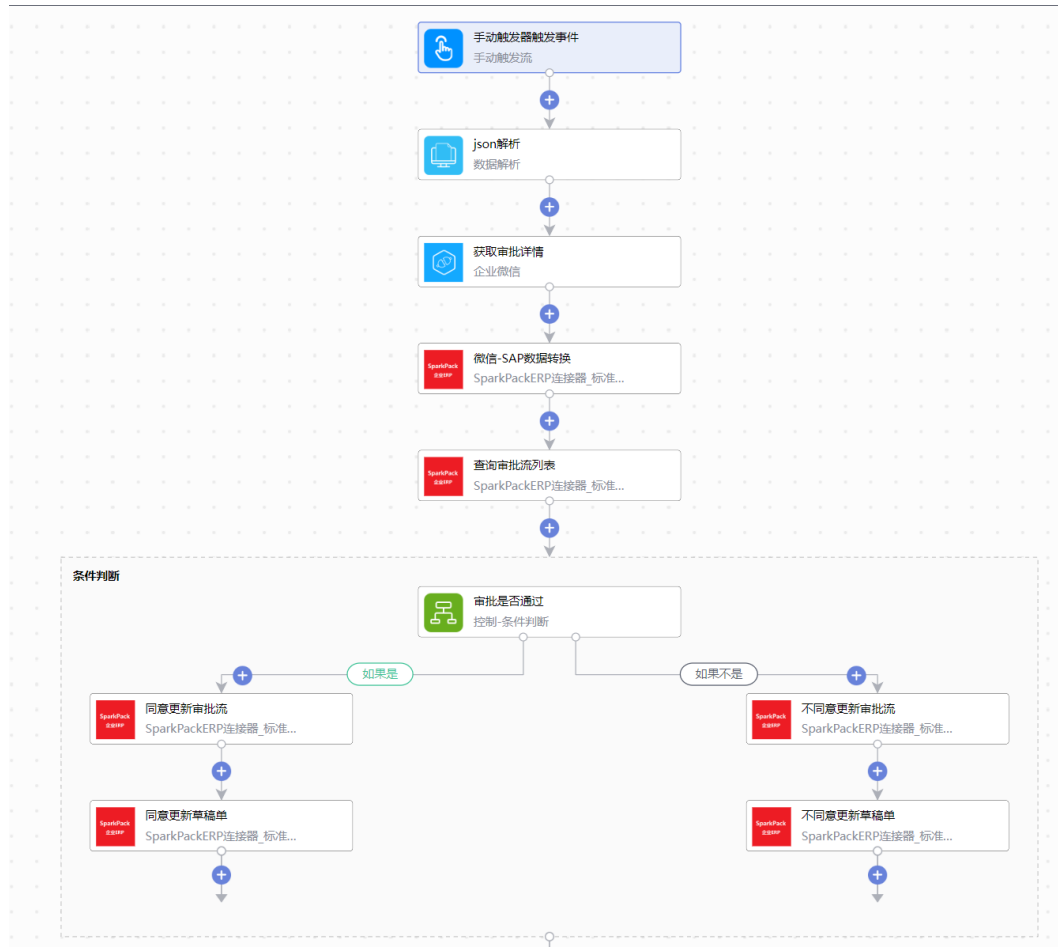 手动触发器触发事件
手动触发流
json解析
数据解析
获取审批详情
企业微信
SparkPack
企业ERP
微信-SAP数据转换
SparkPackERP连接器_标准...
SparkPack
企业ERP
查询审批流列表
SparkPackERP连接器_标准...
条件判断
审批是否通过
控制-条件判断
如果是
如果不是
SparkPack
企业ERP
同意更新审批流
SparkPackERP连接器_标准...
SparkPack
企业ERP
不同意更新审批流
SparkPackERP连接器_标准...
SparkPack
企业ERP
同意更新草稿单
SparkPackERP连接器_标准...
SparkPack
企业ERP
不同意更新草稿单
SparkPackERP连接器_标准...